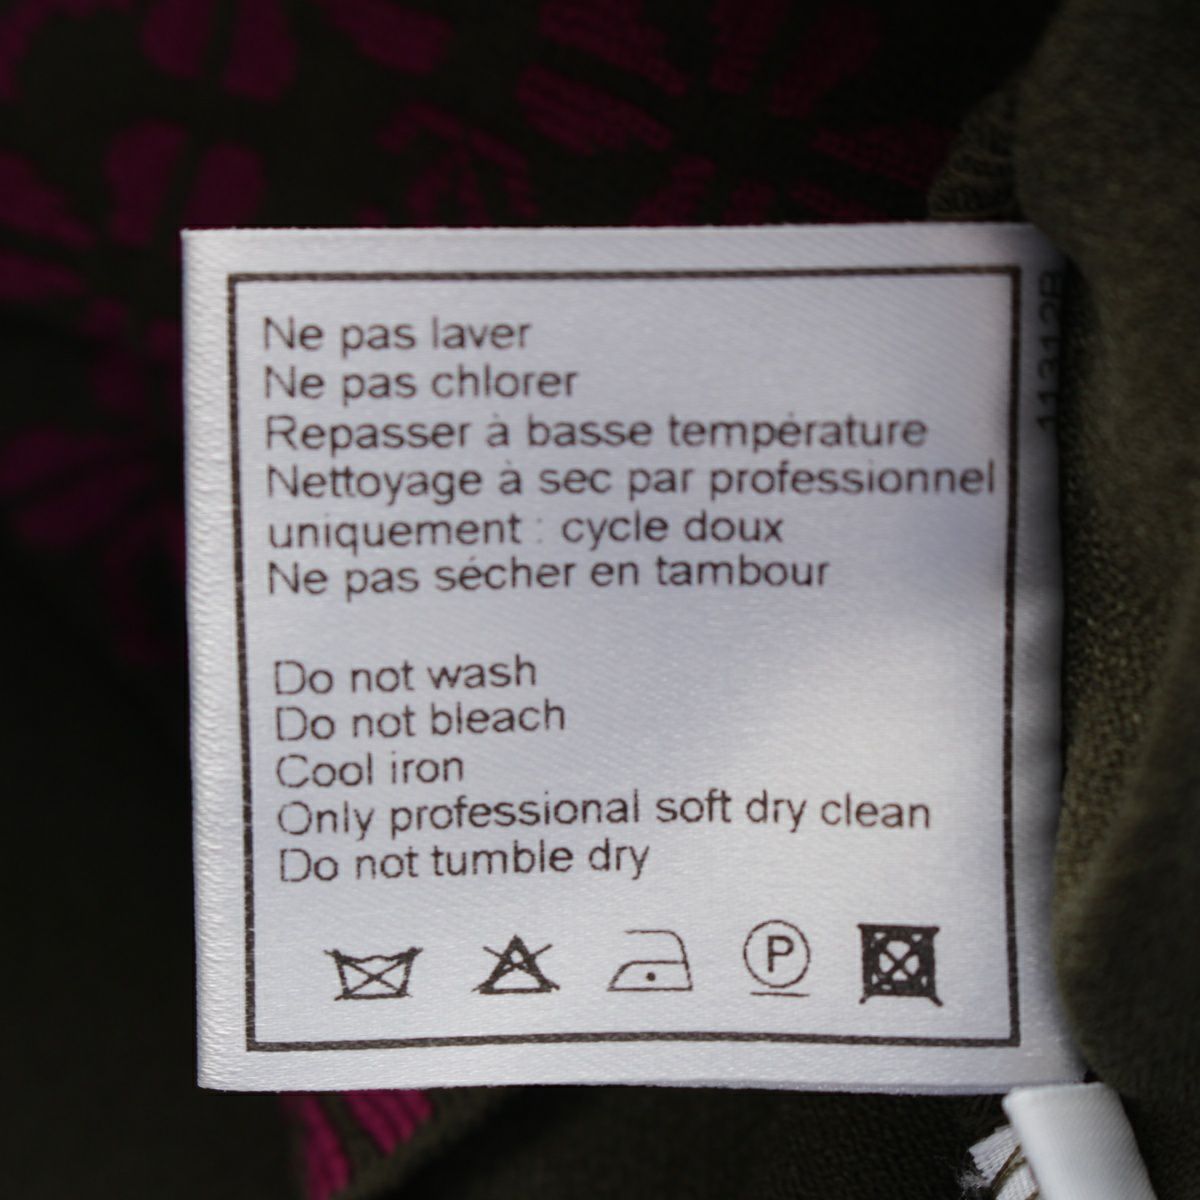 Ne pas laver
Ne pas chlorer
Repasser à basse température
Nettoyage à sec par professionnel
uniquement : cycle doux
Ne pas sécher en tambour
Do not wash
Do not bleach
Cool iron
Only professional soft dry clean
Do not tumble dry
P
11312B